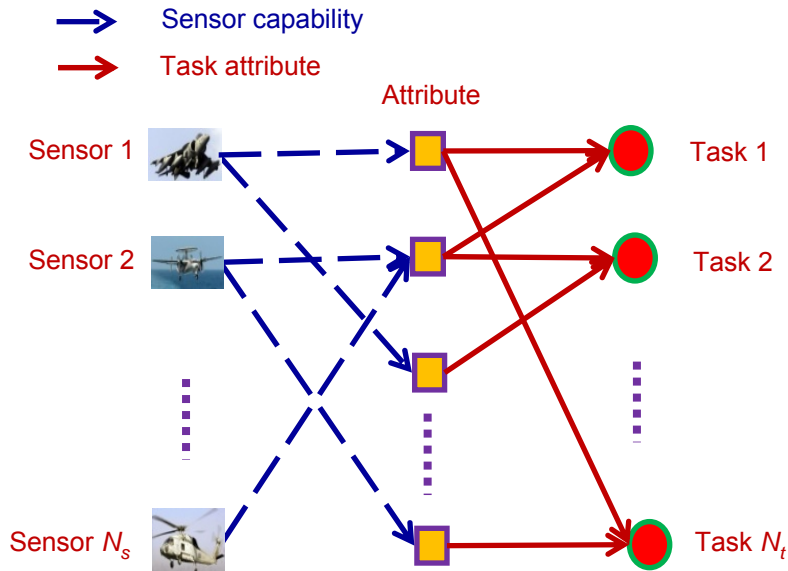 Sensor capability
Task attribute
Attribute
Sensor 1
Task 1
Sensor 2
Task 2
Sensor Nₛ
Task Nₜ